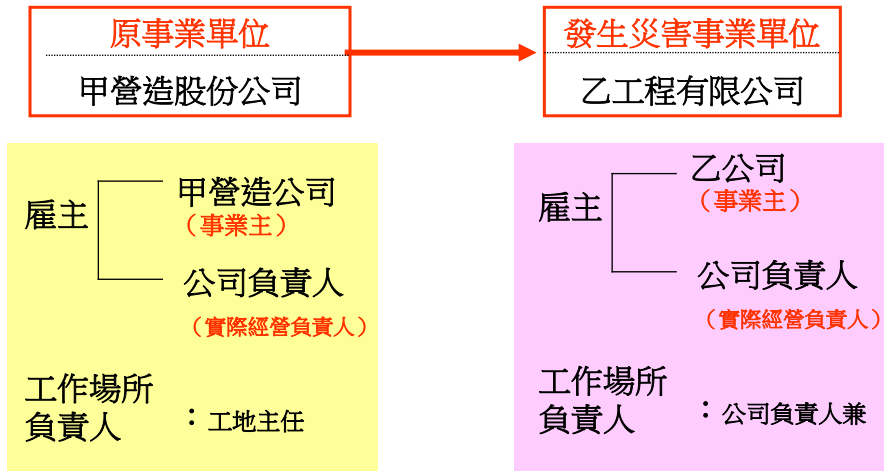 原事業單位
甲營造股份公司
發生災害事業單位
乙工程有限公司
雇主
甲營造公司
（事業主）
公司負責人
（實際經營負責人）
工作場所
負責人
：工地主任
雇主
乙公司
（事業主）
公司負責人
（實際經營負責人）
工作場所
負責人
：公司負責人兼